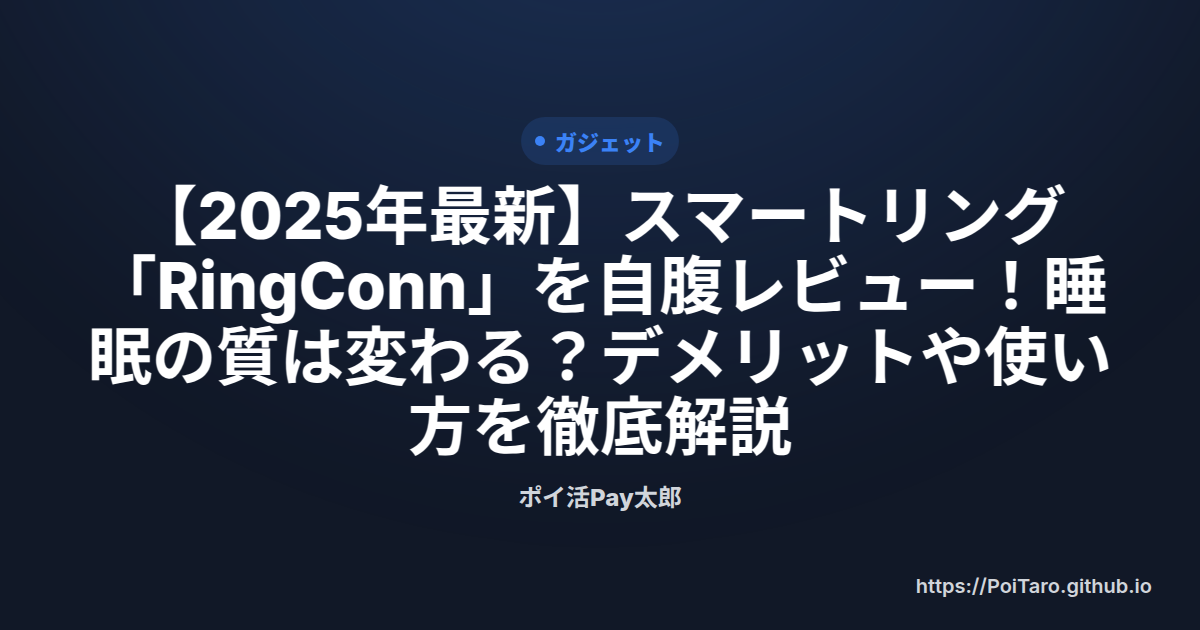 ガジェット
【2025年最新】スマートリング
「RingConn」を自腹レビュー！睡
眠の質は変わる？デメリットや使い
方を徹底解説
ポイ活Pay太郎
https://PoiTaro.github.io